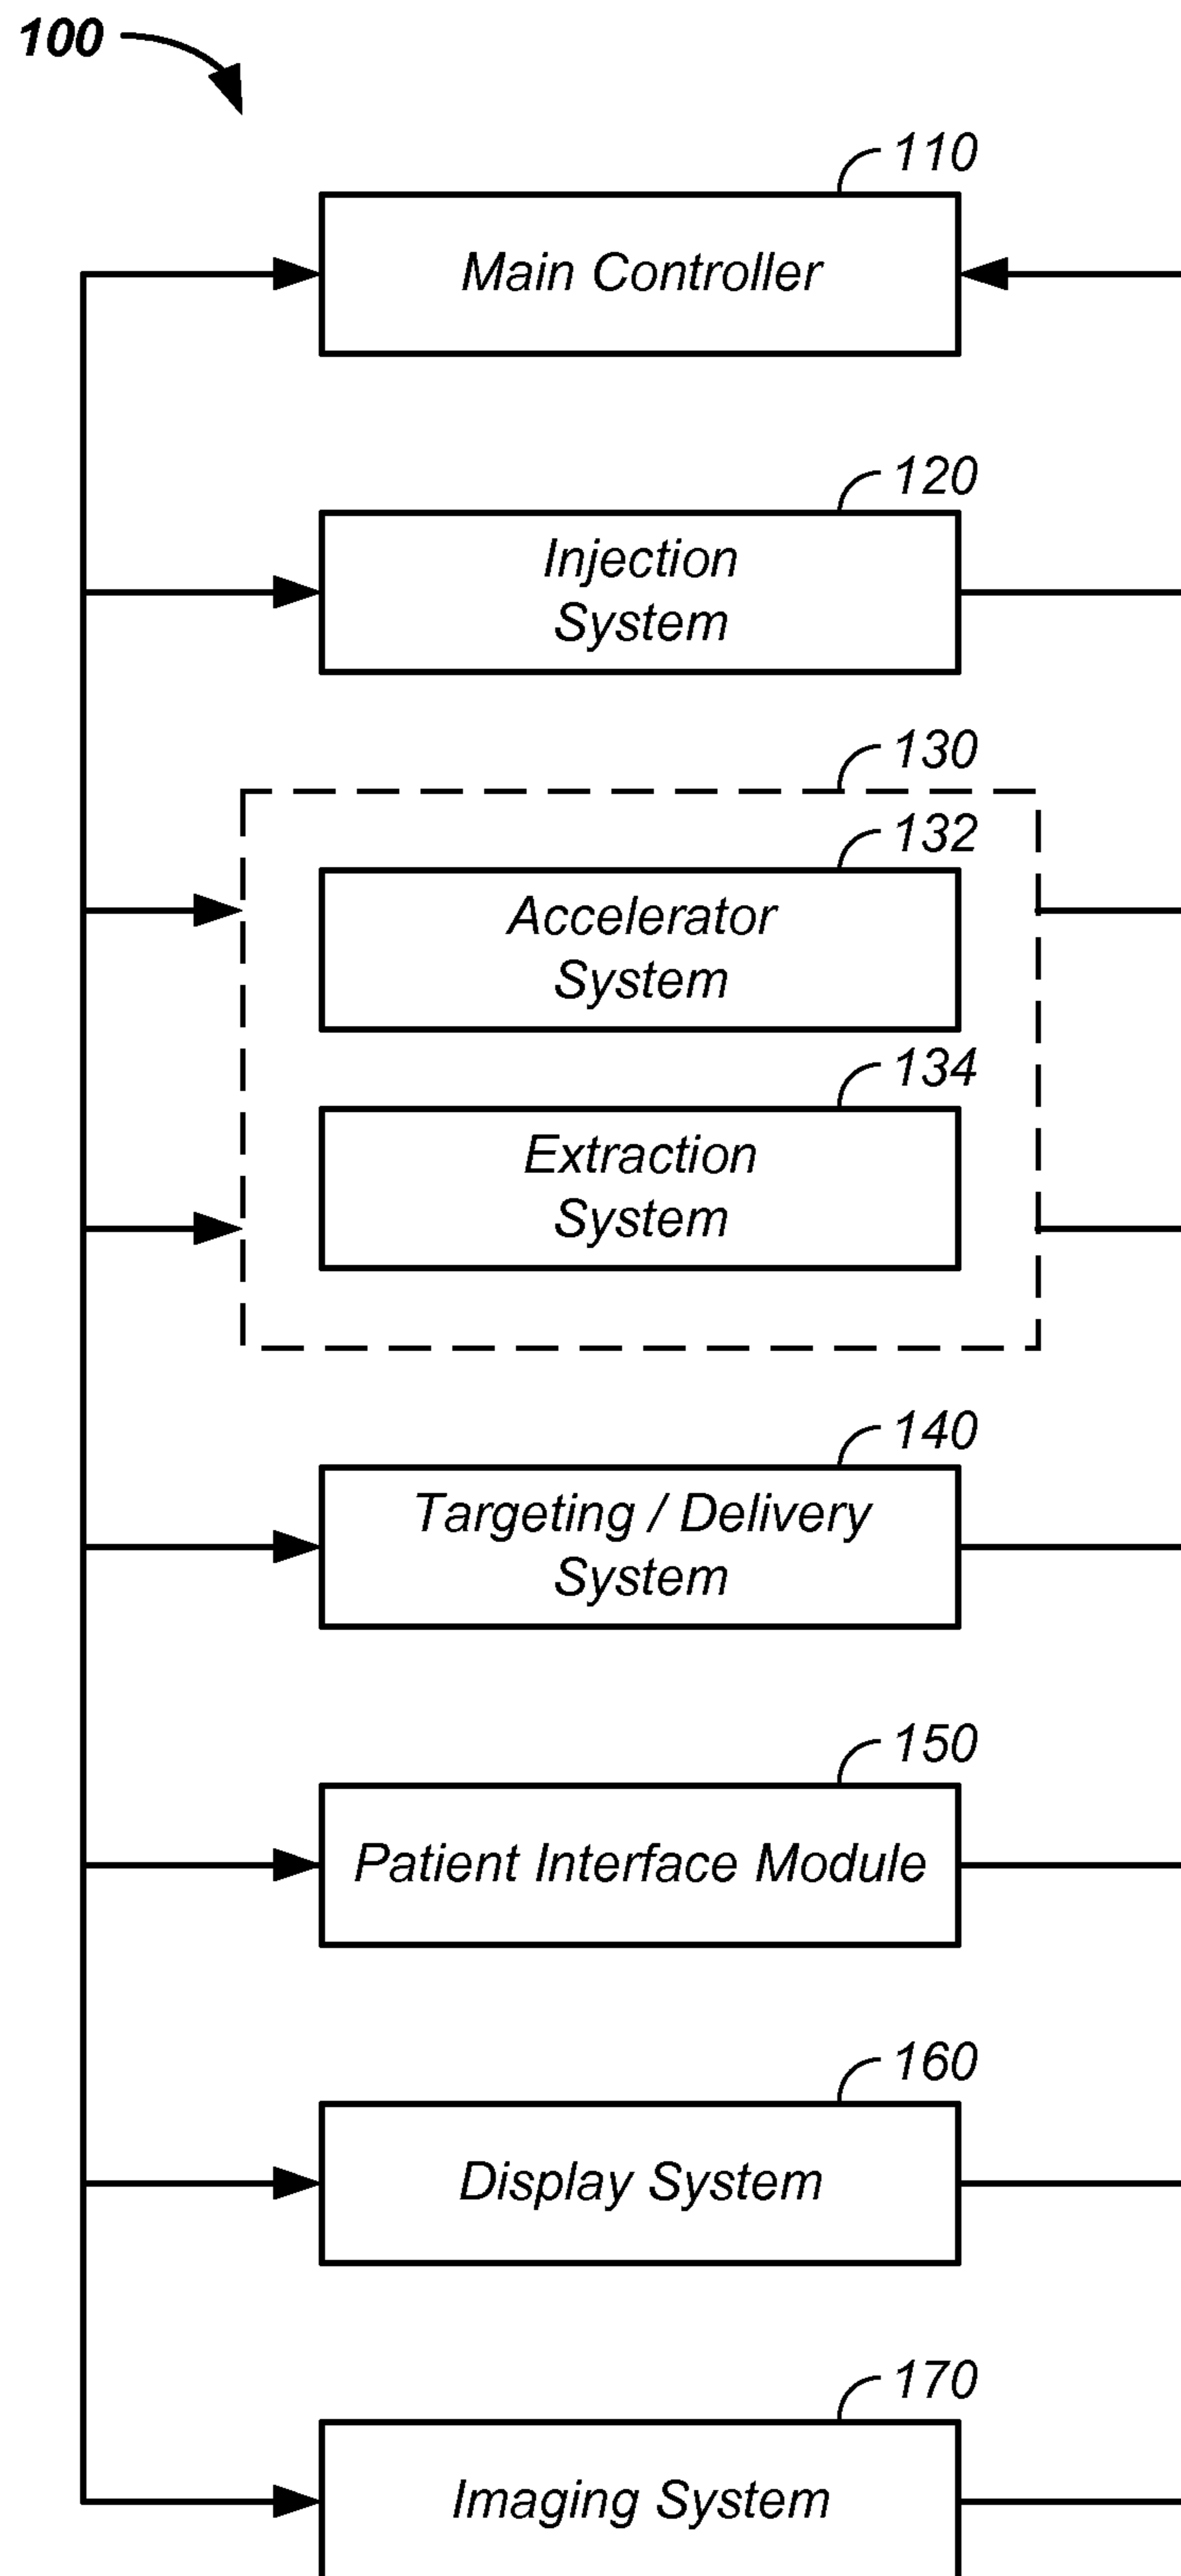 100
110
Main Controller
120
Injection
System
130
132
Accelerator
System
134
Extraction
System
140
Targeting / Delivery
System
150
Patient Interface Module
160
Display System
170
Imaging System